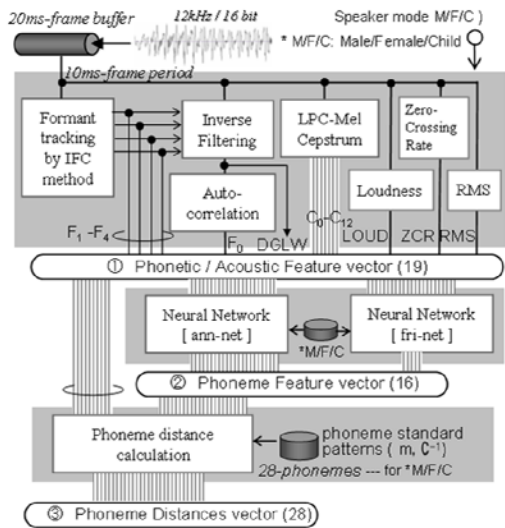 20ms-frame buffer
12kHz / 16 bit
Speaker mode M/F/C )
* M/F/C: Male/Female/Child
10ms-frame period
Formant
tracking
by IFC
method
Inverse
Filtering
LPC-Mel
Cepstrum
Zero-
Crossing
Rate
Auto-
correlation
Loudness
RMS
F1 -F4
F0
DGLW
C0-C12
LOUD
ZCR
RMS
① Phonetic / Acoustic Feature vector (19)
Neural Network
[ ann-net ]
*M/F/C
Neural Network
[ fri-net ]
② Phoneme Feature vector (16)
Phoneme distance
calculation
phoneme standard
patterns ( m, C-1)
28-phonemes --- for *M/F/C
③ Phoneme Distances vector (28)